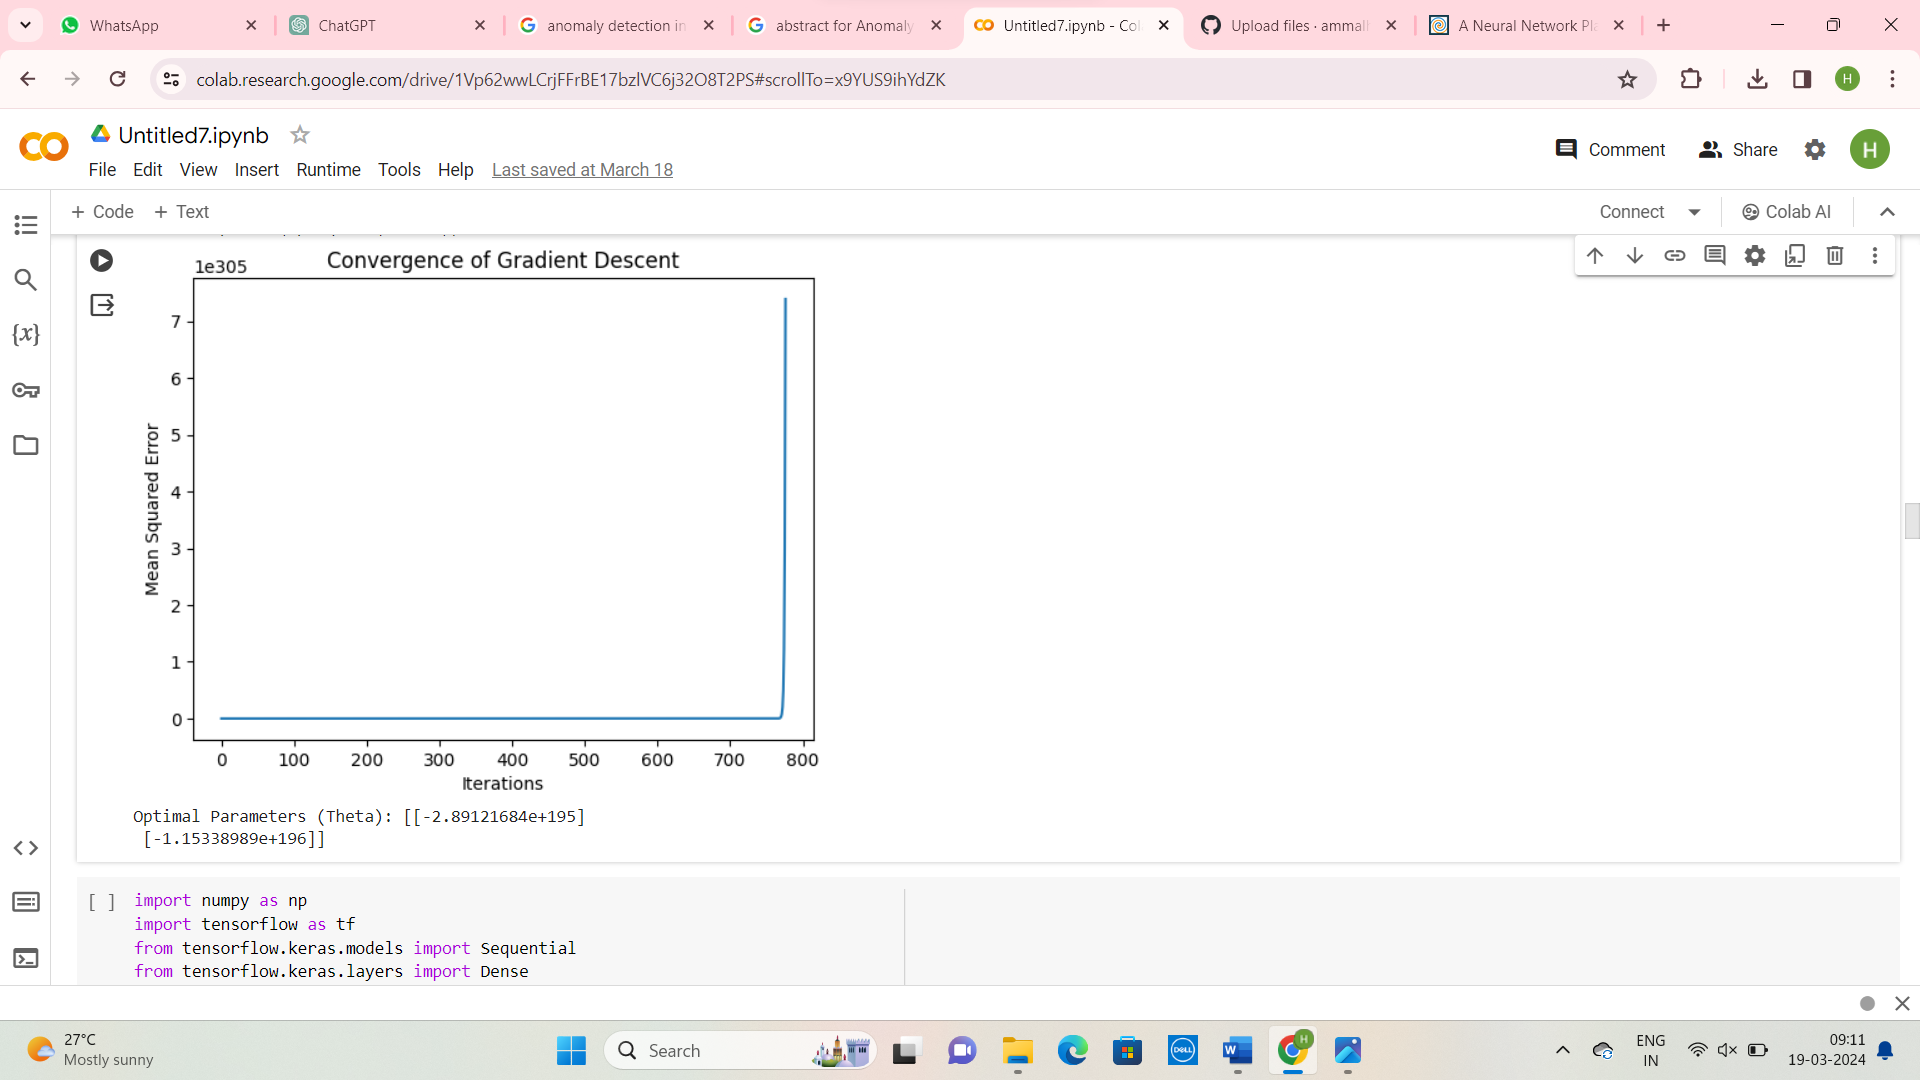 WhatsApp
ChatGPT
anomaly detection in
abstract for Anomaly
Untitled7.ipynb - Col
Upload files · ammal
A Neural Network Pla
colab.research.google.com/drive/1Vp62wwLCrjFFrBE17bzlVC6j32O8T2PS#scrollTo=x9YUS9ihYdZK
H
Untitled7.ipynb
File Edit View Insert Runtime Tools Help Last saved at March 18
Comment
Share
H
+ Code + Text
Connect
Colab AI
{x}
Convergence of Gradient Descent
1e305
7
6
5
4
3
2
1
0
Mean Squared Error
0 100 200 300 400 500 600 700 800
Iterations
Optimal Parameters (Theta): [[-2.89121684e+195]
[-1.15338989e+196]]
[ ] import numpy as np
import tensorflow as tf
from tensorflow.keras.models import Sequential
from tensorflow.keras.layers import Dense
27°C
Mostly sunny
Search
DELL
W
H
ENG
IN
09:11
19-03-2024